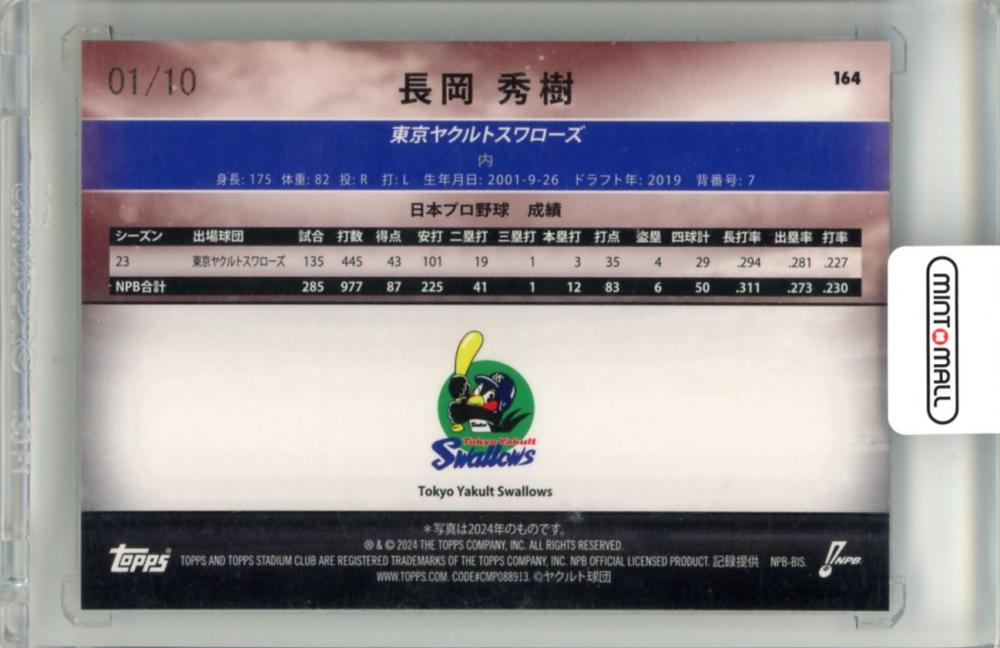 01/10
長岡 秀樹
164
東京ヤクルトスワローズ
内
身長: 175 体重: 82 投: R 打: L 生年月日: 2001-9-26 ドラフト年: 2019 背番号: 7
日本プロ野球 成績
シーズン 出場球団 試合 打数 得点 安打 二塁打 三塁打 本塁打 打点 盗塁 四球計 長打率 出塁率 打率
23 東京ヤクルトスワローズ 135 445 43 101 19 1 3 35 4 29 .294 .281 .227
NPB合計 285 977 87 225 41 1 12 83 6 50 .311 .273 .230
MINT MALL
Tokyo Yakult
Swallows
Tokyo Yakult Swallows
＊写真は2024年のものです。
® & © 2024 THE TOPPS COMPANY, INC. ALL RIGHTS RESERVED.
topps® TOPPS AND TOPPS STADIUM CLUB ARE REGISTERED TRADEMARKS OF THE TOPPS COMPANY, INC. NPB OFFICIAL LICENSED PRODUCT. 記録提供 NPB-BIS. NPB
WWW.TOPPS.COM. CODE#CMP088913. ©ヤクルト球団